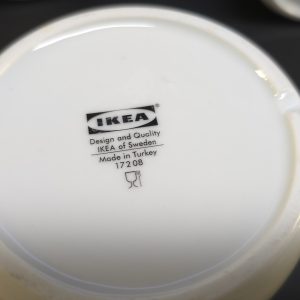 IKEA
Design and Quality
IKEA of Sweden
Made in Turkey
17208